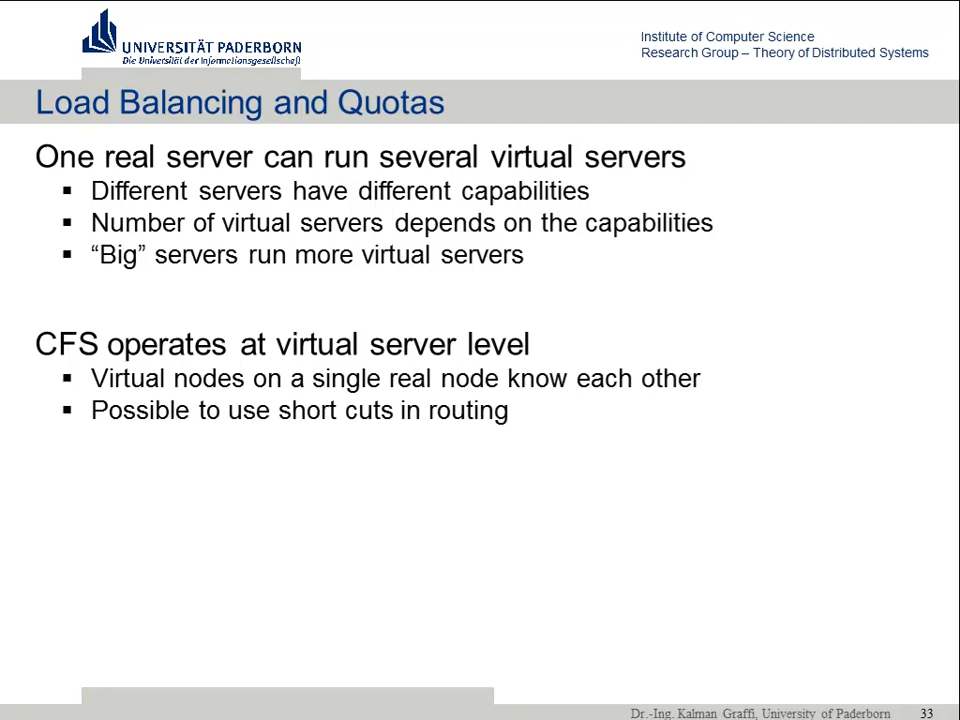 UNIVERSITÄT PADERBORN
Die Universität der Informationsgesellschaft
Institute of Computer Science
Research Group – Theory of Distributed Systems
Load Balancing and Quotas
One real server can run several virtual servers
▪ Different servers have different capabilities
▪ Number of virtual servers depends on the capabilities
▪ “Big” servers run more virtual servers
CFS operates at virtual server level
▪ Virtual nodes on a single real node know each other
▪ Possible to use short cuts in routing
Dr.-Ing. Kalman Graffi, University of Paderborn 33